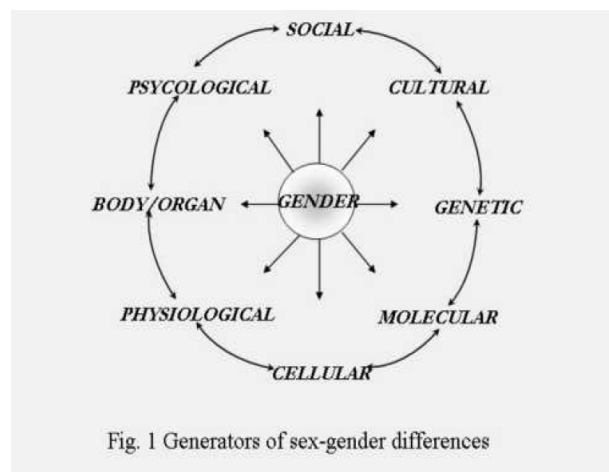 SOCIAL
PSYCOLOGICAL
CULTURAL
BODY/ORGAN
GENDER
GENETIC
PHYSIOLOGICAL
MOLECULAR
CELLULAR
Fig. 1 Generators of sex-gender differences